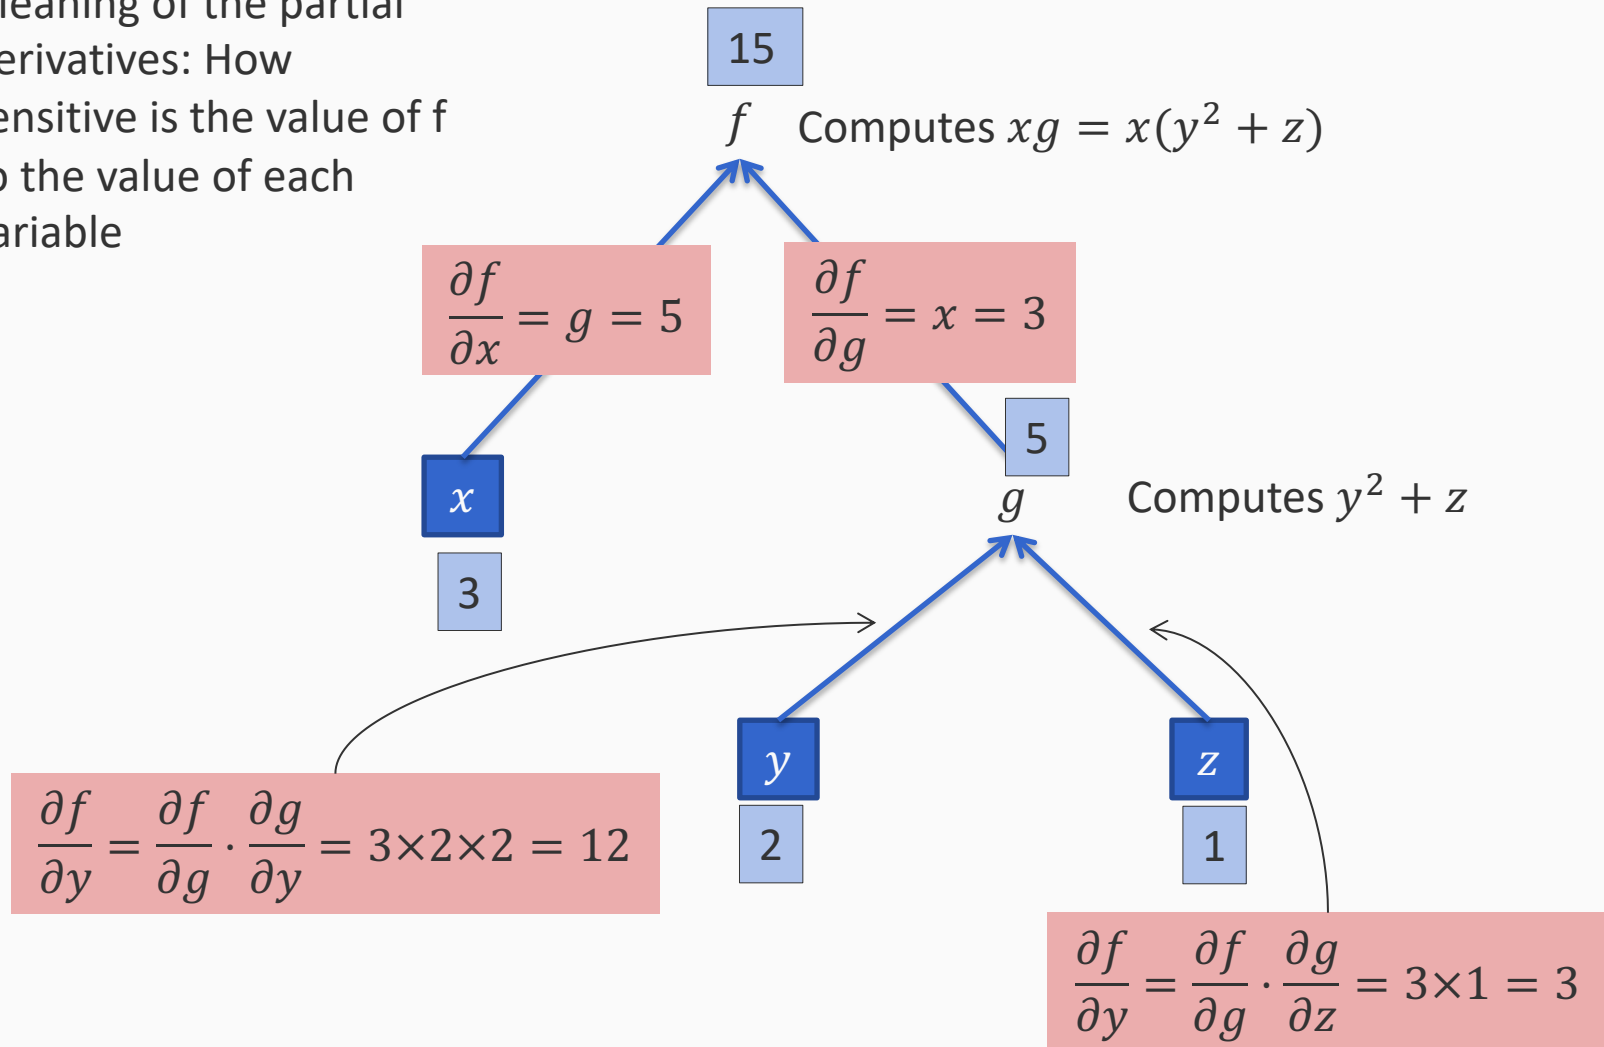 leaning of the partial
erivatives: How
ensitive is the value of f
o the value of each
ariable
15
f Computes xg = x(y² + z)
∂f/∂x = g = 5
∂f/∂g = x = 3
5
x
g Computes y² + z
3
y
z
2
1
∂f/∂y = ∂f/∂g · ∂g/∂y = 3×2×2 = 12
∂f/∂y = ∂f/∂g · ∂g/∂z = 3×1 = 3